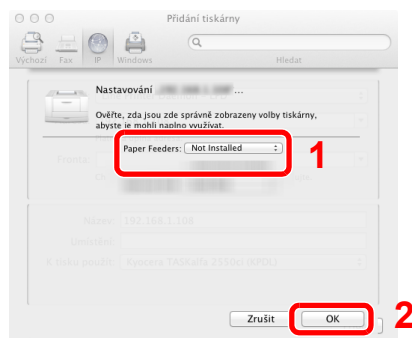 Přidání tiskárny
Výchozí Fax IP Windows Hledat
Nastavování ...
Ověřte, zda jsou zde správně zobrazeny volby tiskárny,
abyste je mohli naplno využívat.
Paper Feeders: Not Installed
1
Fronta:
Název: 192.168.1.108
Umístění:
K tisku použít: Kyocera TASKalfa 2550ci (KPDL)
Zrušit OK
2